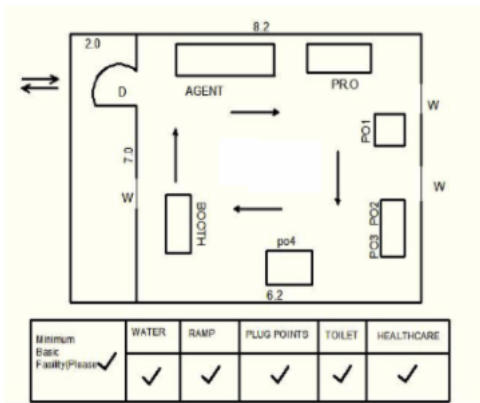 8.2
2.0
D
AGENT
PRO
W
PO1
7.0
W
W
BOOTH
PO2
PO3
po4
6.2
Minimum
Basic
Facility(Please
WATER
RAMP
PLUG POINTS
TOILET
HEALTHCARE